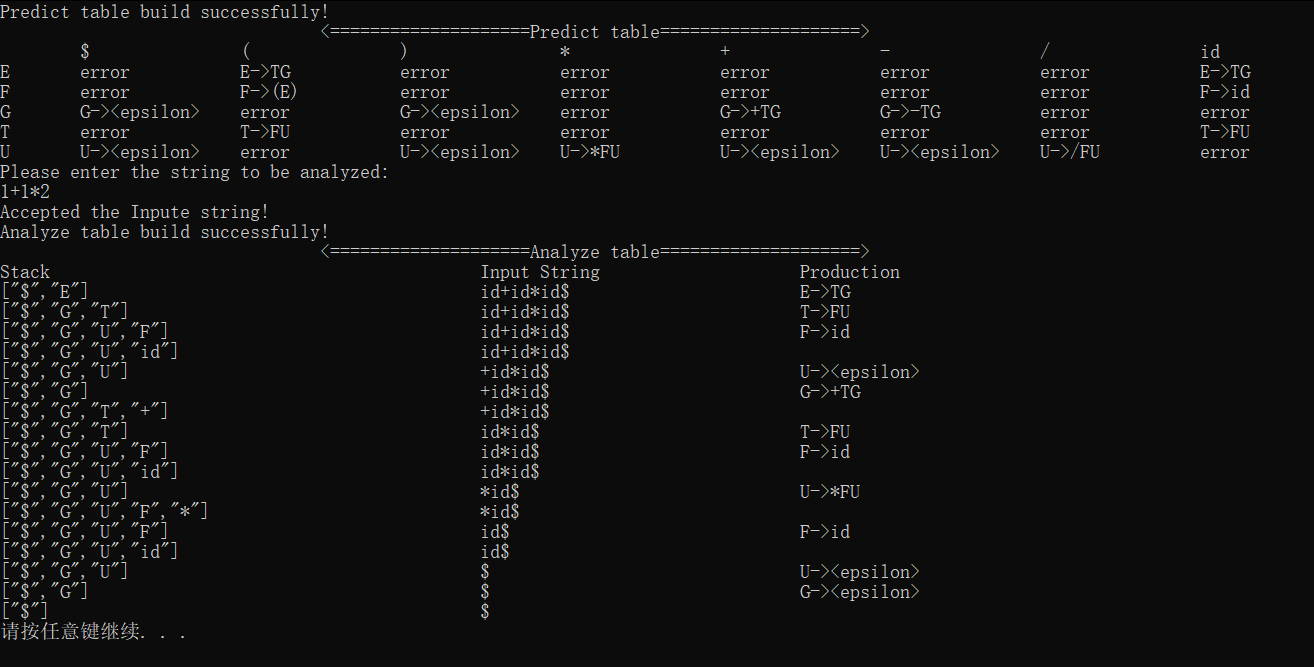 Predict table build successfully!
<====================Predict table====================>
$ ( ) * + - / id
E error E->TG error error error error error E->TG
F error F->(E) error error error error error F->id
G G-><epsilon> error G-><epsilon> error G->+TG G->-TG error error
T error T->FU error error error error error T->FU
U U-><epsilon> error U-><epsilon> U->*FU U-><epsilon> U-><epsilon> U->/FU error
Please enter the string to be analyzed:
1+1*2
Accepted the Inpute string!
Analyze table build successfully!
<====================Analyze table====================>
Stack Input String Production
["$","E"] id+id*id$ E->TG
["$","G","T"] id+id*id$ T->FU
["$","G","U","F"] id+id*id$ F->id
["$","G","U","id"] id+id*id$
["$","G","U"] +id*id$ U-><epsilon>
["$","G"] +id*id$ G->+TG
["$","G","T","+"] +id*id$
["$","G","T"] id*id$ T->FU
["$","G","U","F"] id*id$ F->id
["$","G","U","id"] id*id$
["$","G","U"] *id$ U->*FU
["$","G","U","F","*"] *id$
["$","G","U","F"] id$ F->id
["$","G","U","id"] id$
["$","G","U"] $ U-><epsilon>
["$","G"] $ G-><epsilon>
["$"] $
请按任意键继续. . .